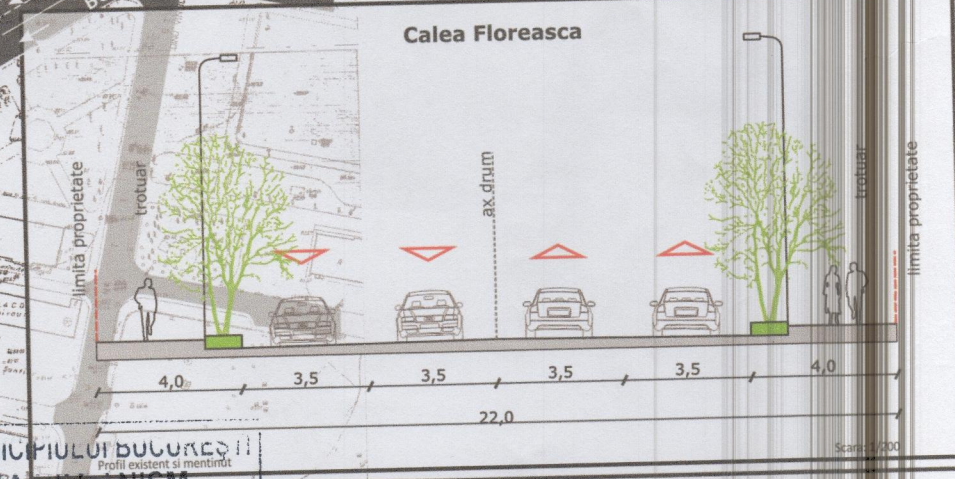 Calea Floreasca
limita proprietate
trotuar
ax drum
trotuar
limita proprietate
4,0
3,5
3,5
3,5
3,5
4,0
22,0
Scara: 1/200
Profil existent si mentinut
BUCUREȘTI